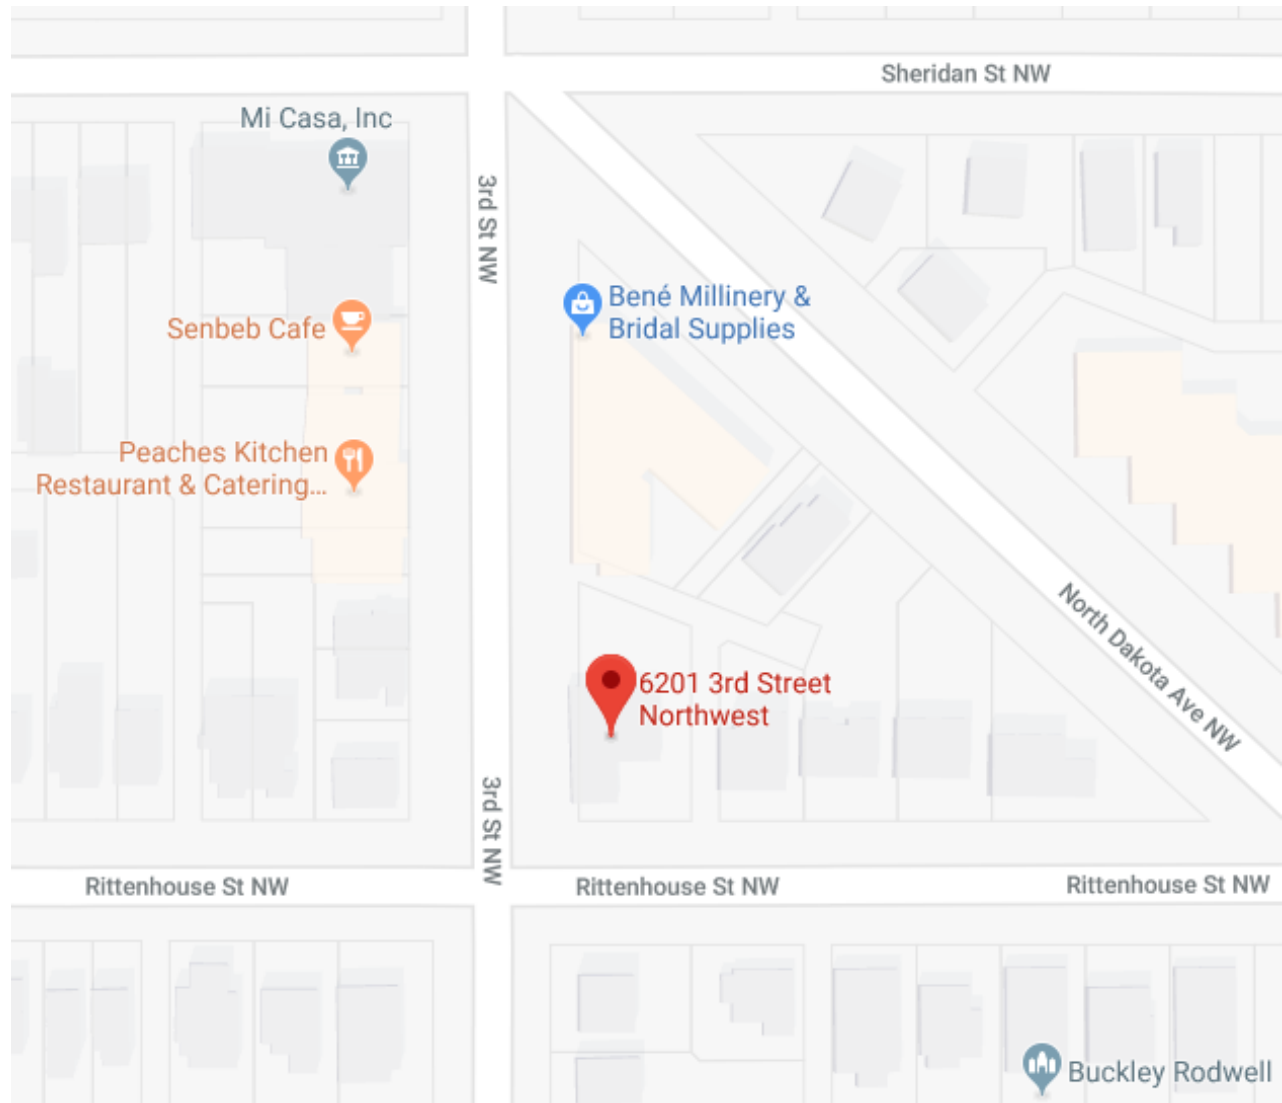 Sheridan St NW
Mi Casa, Inc
3rd St NW
Bené Millinery &
Bridal Supplies
Senbeb Cafe
Peaches Kitchen
Restaurant & Catering...
North Dakota Ave NW
6201 3rd Street
Northwest
3rd St NW
Rittenhouse St NW
Rittenhouse St NW
Rittenhouse St NW
Buckley Rodwell